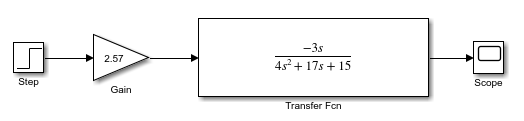 2.57
−3s
4s² + 17s + 15
Step
Gain
Transfer Fcn
Scope